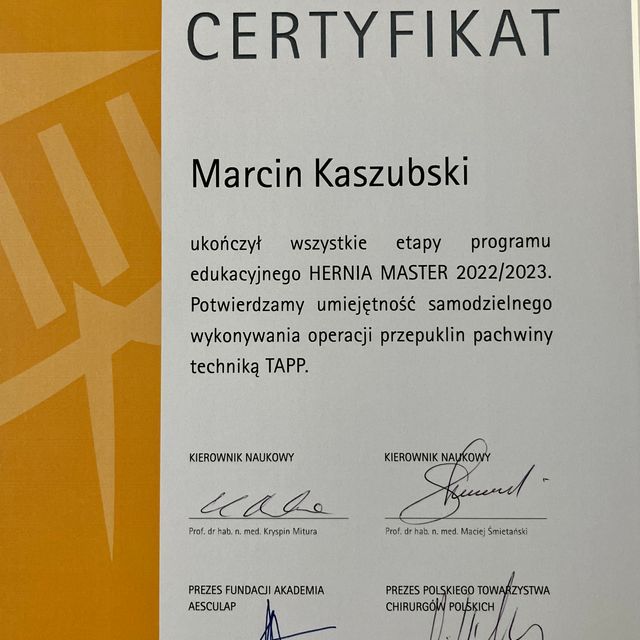 CERTYFIKAT
Marcin Kaszubski
ukończył wszystkie etapy programu
edukacyjnego HERNIA MASTER 2022/2023.
Potwierdzamy umiejętność samodzielnego
wykonywania operacji przepuklin pachwiny
techniką TAPP.
KIEROWNIK NAUKOWY
Prof. dr hab. n. med. Kryspin Mitura
KIEROWNIK NAUKOWY
Prof. dr hab. n. med. Maciej Śmietański
PREZES FUNDACJI AKADEMIA
AESCULAP
PREZES POLSKIEGO TOWARZYSTWA
CHIRURGÓW POLSKICH